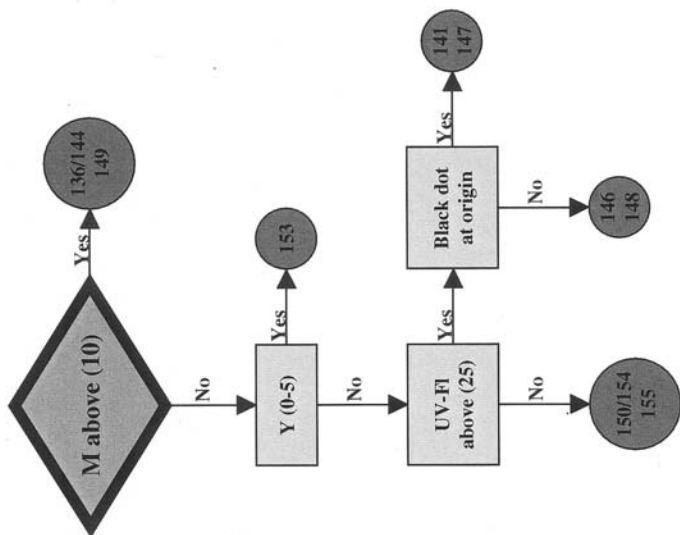 M above (10)
Yes
136/144
149
No
Y (0-5)
Yes
153
No
UV-Fl
above (25)
Yes
Black dot
at origin
Yes
141
147
No
146
148
No
150/154
155